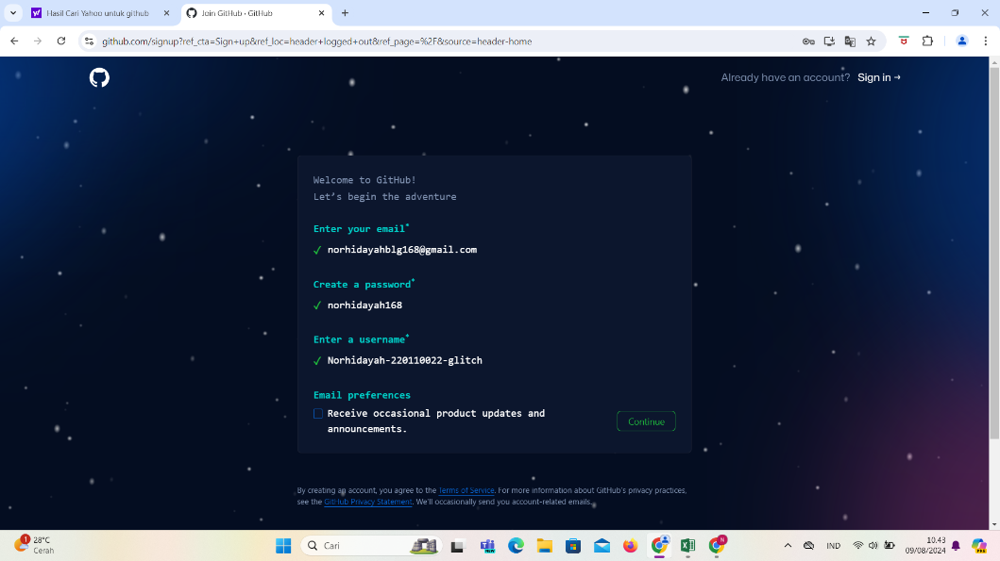 Hasil Cari Yahoo untuk github
Join GitHub · GitHub
github.com/signup?ref_cta=Sign+up&ref_loc=header+logged+out&ref_page=%2F&source=header-home
Already have an account? Sign in →
Welcome to GitHub!
Let’s begin the adventure
Enter your email*
✓ norhidayahblg168@gmail.com
Create a password*
✓ norhidayah168
Enter a username*
✓ Norhidayah-220110022-glitch
Email preferences
Receive occasional product updates and
announcements.
Continue
By creating an account, you agree to the Terms of Service. For more information about GitHub's privacy practices,
see the GitHub Privacy Statement. We'll occasionally send you account-related emails.
1
28°C
Cerah
Cari
NEW
N
IND
10.43
09/08/2024
PRE